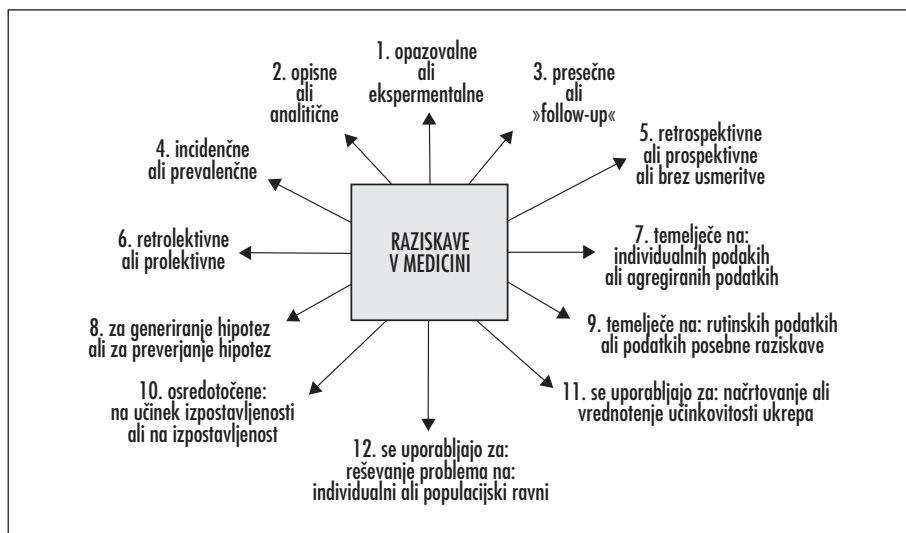 1. opazovalne
ali
ekspermentalne
2. opisne
ali
analitične
3. presečne
ali
»follow-up«
4. incidenčne
ali prevalenčne
5. retrospektivne
ali prospektivne
ali brez usmeritve
6. retrolektivne
ali prolektivne
RAZISKAVE
V MEDICINI
7. temelječe na:
individualnih podakih
ali agregiranih podatkih
8. za generiranje hipotez
ali za preverjanje hipotez
9. temelječe na: rutinskih podatkih
ali podatkih posebne raziskave
10. osredotočene:
na učinek izpostavljenosti
ali na izpostavljenost
11. se uporabljajo za: načrtovanje ali
vrednotenje učinkovitosti ukrepa
12. se uporabljajo za:
reševanje problema na:
individualni ali populacijski ravni